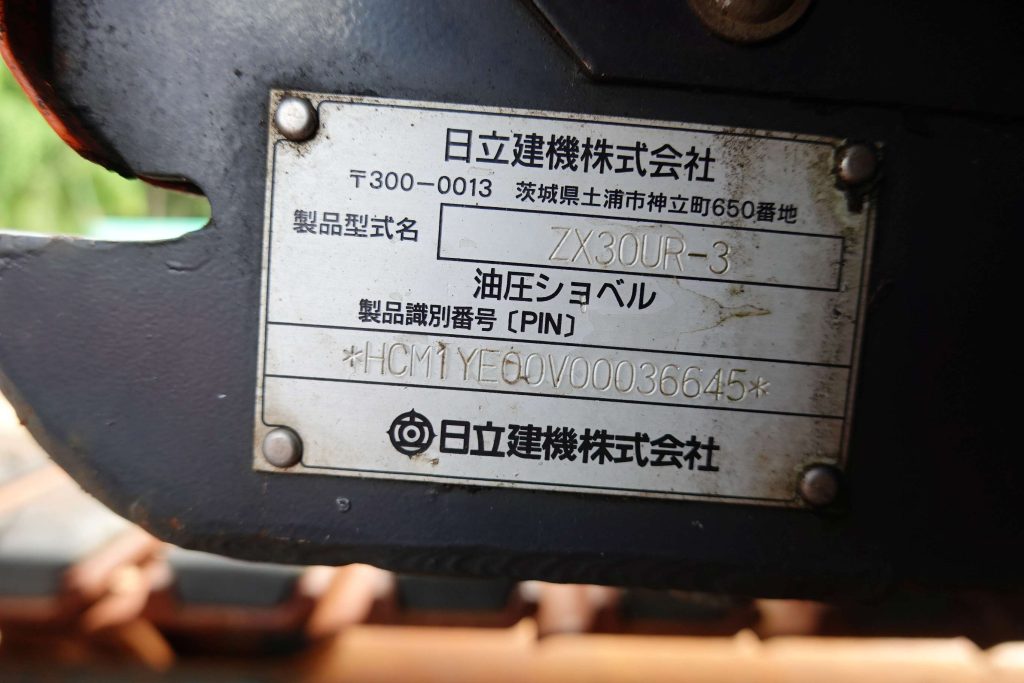 日立建機株式会社
〒300-0013 茨城県土浦市神立町650番地
製品型式名 ZX30UR-3
油圧ショベル
製品識別番号〔PIN〕
*HCM1YE00V00036645*
日立建機株式会社